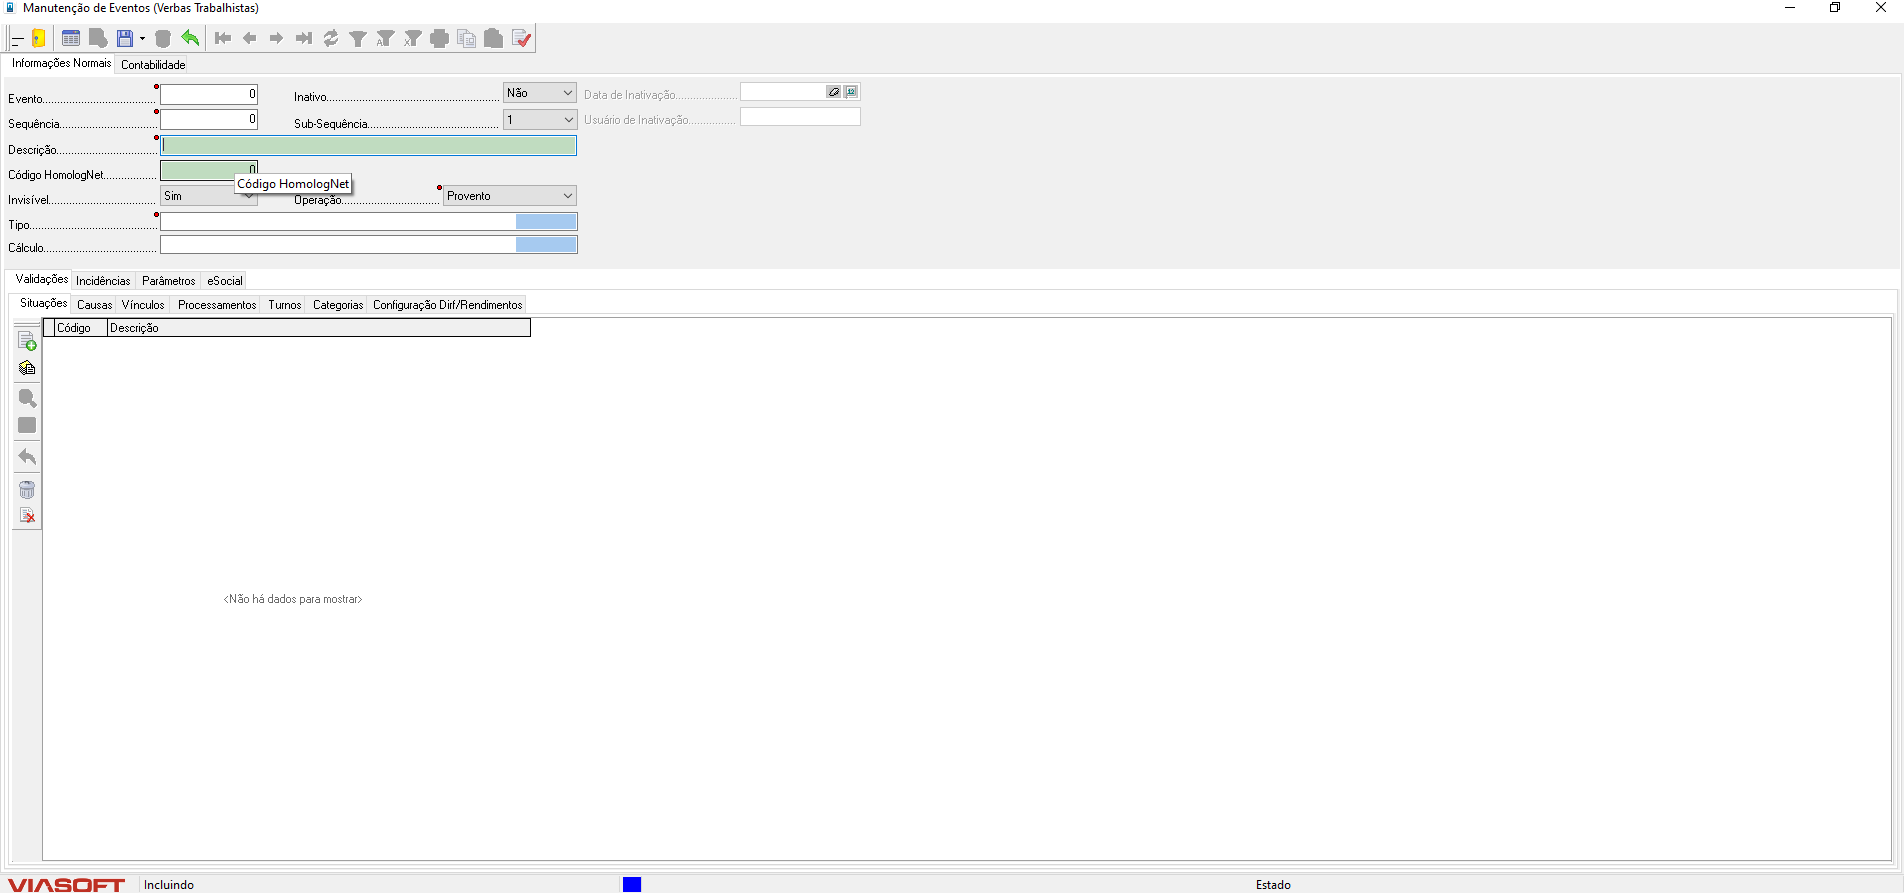 Manutenção de Eventos (Verbas Trabalhistas)
Informações Normais Contabilidade
Evento 0 Inativo Não Data de Inativação
Sequência 0 Sub-Sequência 1 Usuário de Inativação
Descrição
Código HomologNet 0
Código HomologNet
Invisível Sim Operação Provento
Tipo
Cálculo
Validações Incidências Parâmetros eSocial
Situações Causas Vínculos Processamentos Turnos Categorias Configuração Dirf/Rendimentos
Código Descrição
<Não há dados para mostrar>
VIASOFT Incluindo Estado